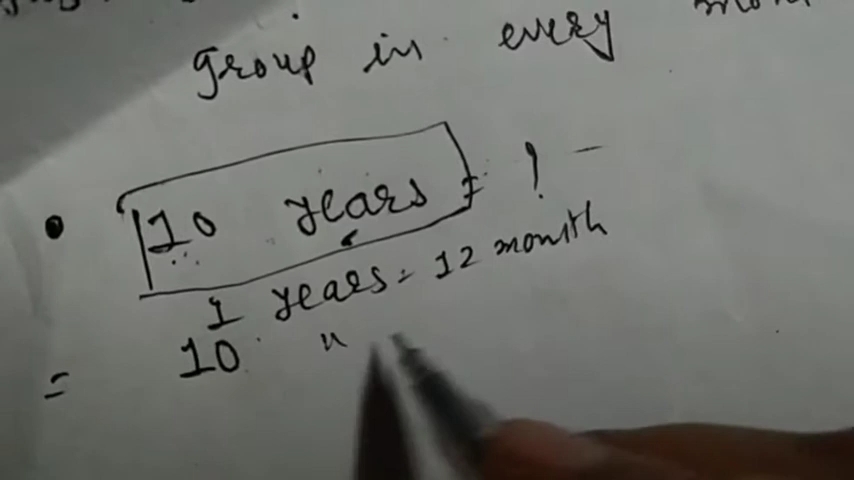 Group in every
• 10 years = ! -
1 years = 12 month
= 10 "